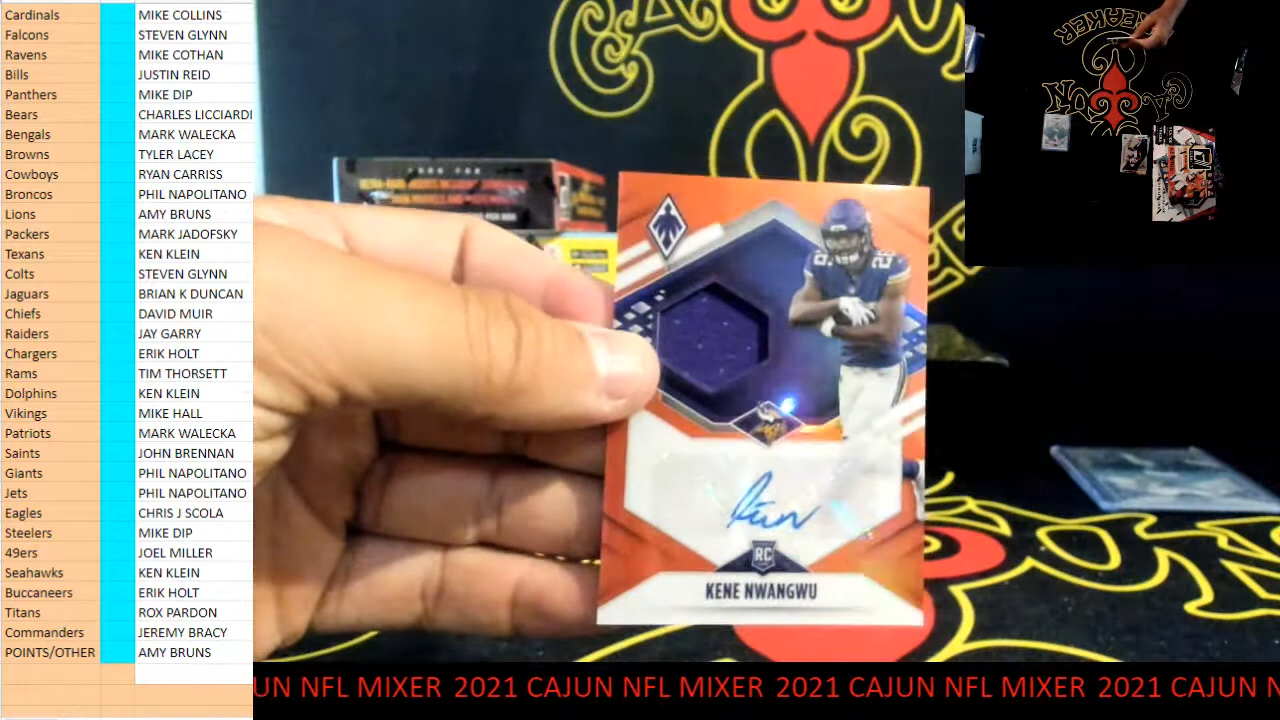 Cardinals MIKE COLLINS
Falcons STEVEN GLYNN
Ravens MIKE COTHAN
Bills JUSTIN REID
Panthers MIKE DIP
Bears CHARLES LICCIARDI
Bengals MARK WALECKA
Browns TYLER LACEY
Cowboys RYAN CARRISS
Broncos PHIL NAPOLITANO
Lions AMY BRUNS
Packers MARK JADOFSKY
Texans KEN KLEIN
Colts STEVEN GLYNN
Jaguars BRIAN K DUNCAN
Chiefs DAVID MUIR
Raiders JAY GARRY
Chargers ERIK HOLT
Rams TIM THORSETT
Dolphins KEN KLEIN
Vikings MIKE HALL
Patriots MARK WALECKA
Saints JOHN BRENNAN
Giants PHIL NAPOLITANO
Jets PHIL NAPOLITANO
Eagles CHRIS J SCOLA
Steelers MIKE DIP
49ers JOEL MILLER
Seahawks KEN KLEIN
Buccaneers ERIK HOLT
Titans ROX PARDON
Commanders JEREMY BRACY
POINTS/OTHER AMY BRUNS
RC
KENE NWANGWU
UN NFL MIXER 2021 CAJUN NFL MIXER 2021 CAJUN NFL MIXER 2021 CAJUN N